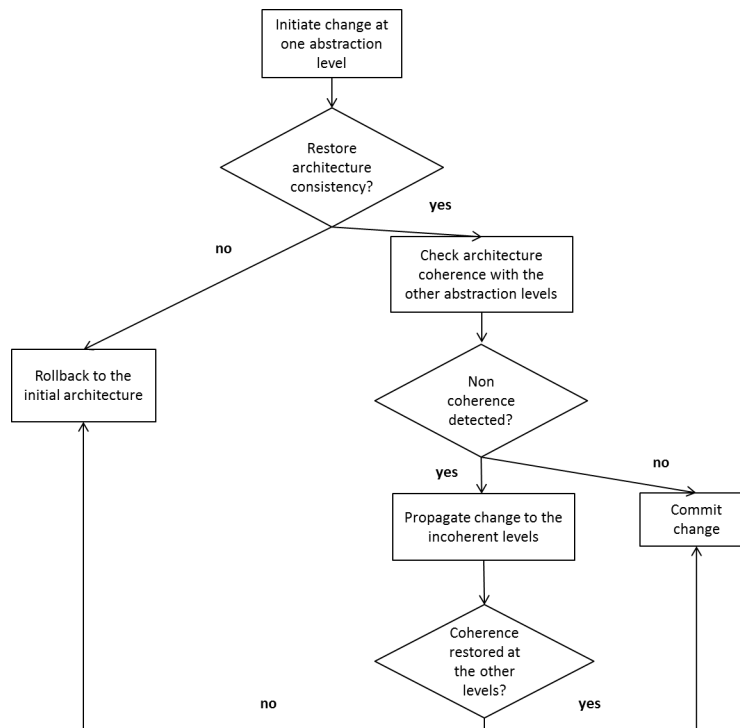 Initiate change at
one abstraction
level
Restore
architecture
consistency?
yes
no
Check architecture
coherence with the
other abstraction levels
Rollback to the
initial architecture
Non
coherence
detected?
yes
no
Propagate change to the
incoherent levels
Commit
change
Coherence
restored at
the other
levels?
no
yes